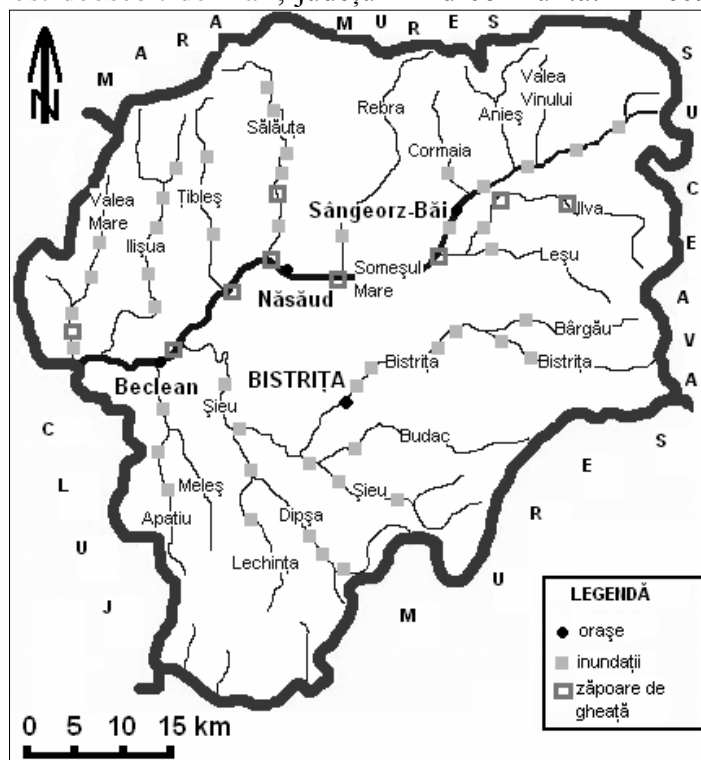 M A R A M U R E Ș
S U C E A V A
Valea
Vinului
Rebra
Anieș
Sălăuța
Cormaia
Valea
Mare
Țibleș
Sângeorz-Băi
Ilva
Ilișua
Someșul
Mare
Leșu
Năsăud
Bârgău
BISTRIȚA
Bistrița
Bistrița
Beclean
Șieu
Budac
Meleș
Șieu
Apatiu
Dipșa
Lechința
C L U J
M U R E S
LEGENDĂ
orașe
inundații
zăpoare de
gheață
N
0 5 10 15 km